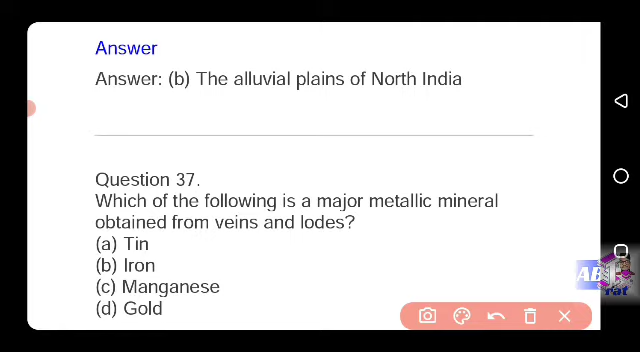 Answer
Answer: (b) The alluvial plains of North India
Question 37.
Which of the following is a major metallic mineral
obtained from veins and lodes?
(a) Tin
(b) Iron
(c) Manganese
(d) Gold
rat